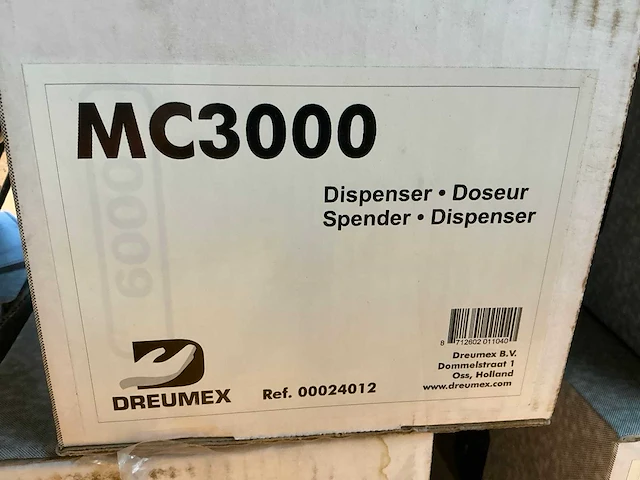 MC3000
Dispenser • Doseur
Spender • Dispenser
6000
8 712602 011040
Dreumex B.V.
Dommelstraat 1
Oss, Holland
www.dreumex.com
DREUMEX
Ref. 00024012